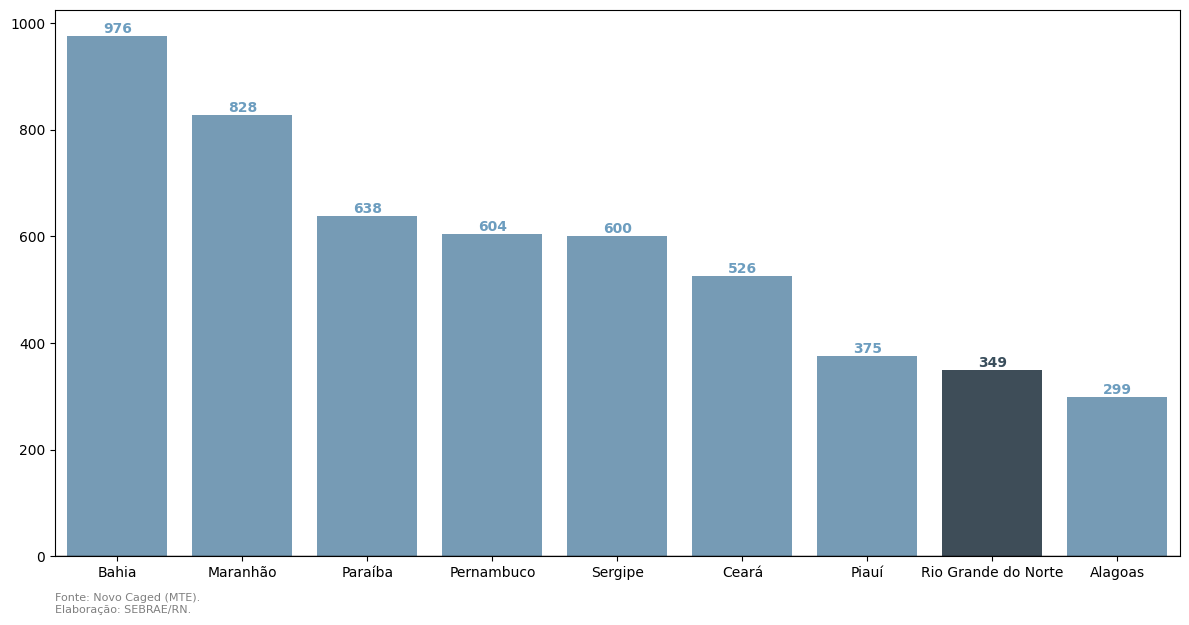 1000
800
600
400
200
0
976
828
638
604
600
526
375
349
299
Bahia
Maranhão
Paraíba
Pernambuco
Sergipe
Ceará
Piauí
Rio Grande do Norte
Alagoas
Fonte: Novo Caged (MTE).
Elaboração: SEBRAE/RN.